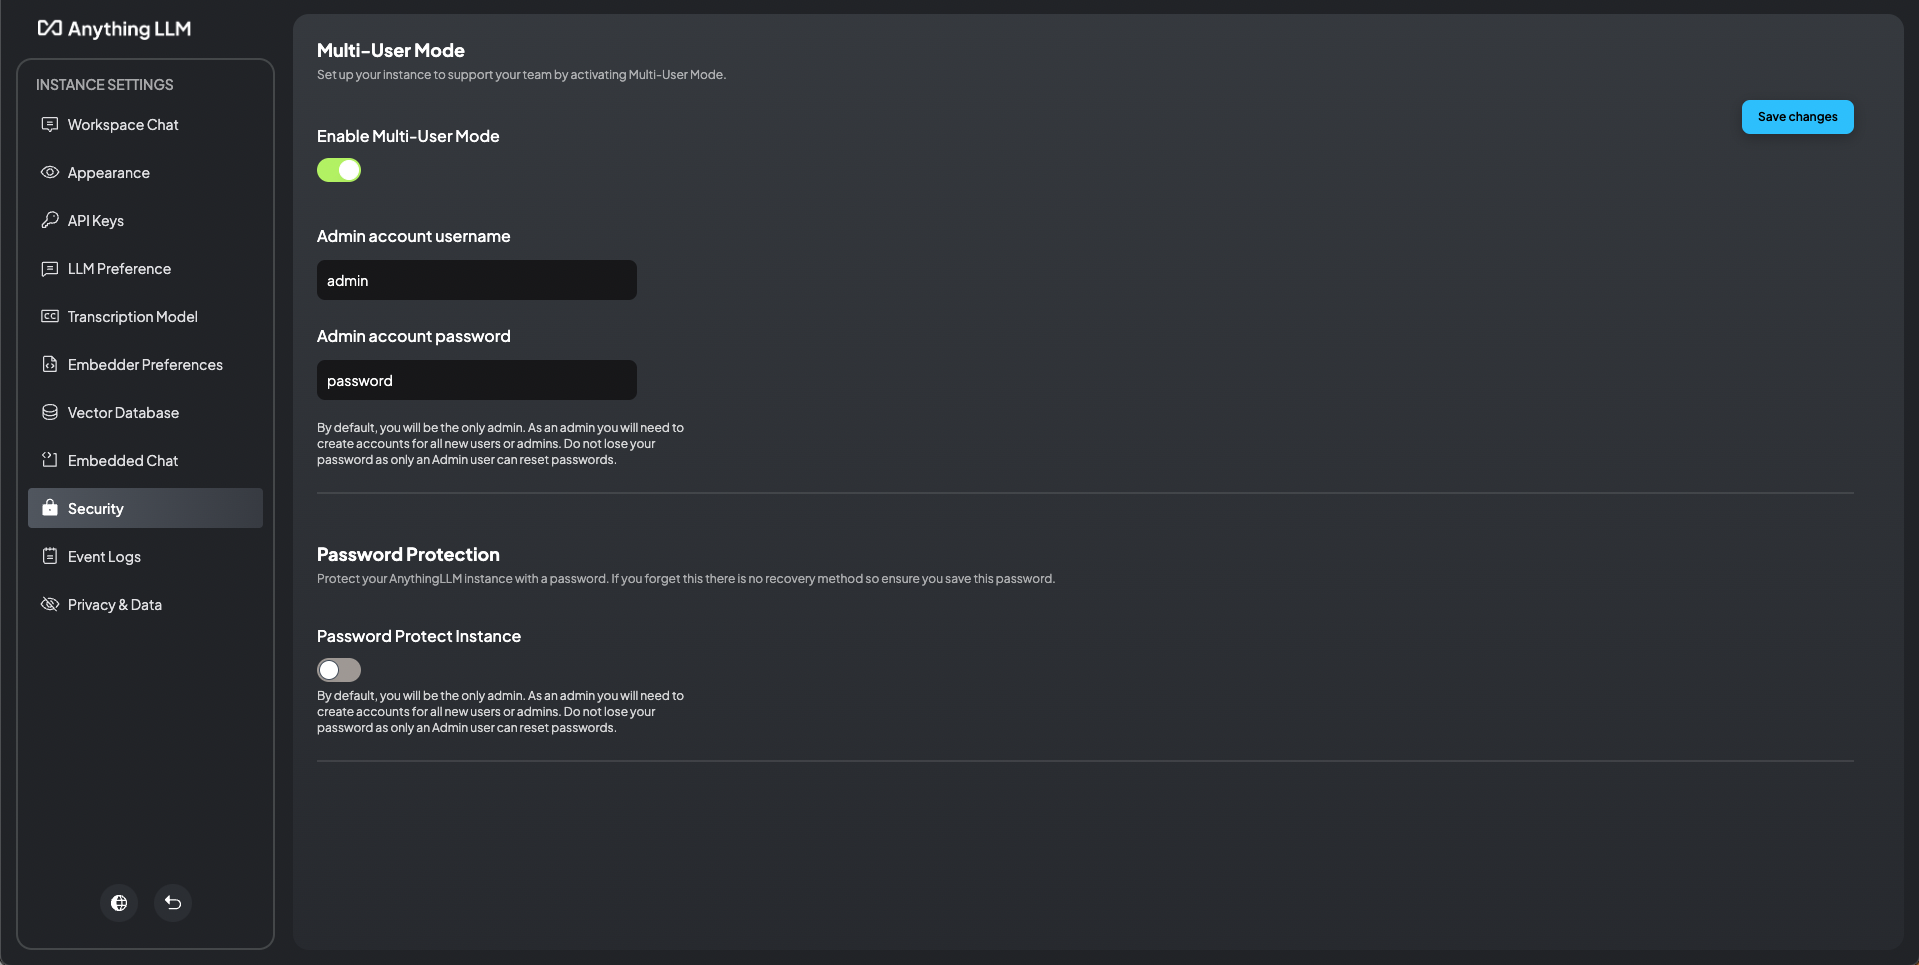 Anything LLM
INSTANCE SETTINGS
Workspace Chat
Appearance
API Keys
LLM Preference
Transcription Model
Embedder Preferences
Vector Database
Embedded Chat
Security
Event Logs
Privacy & Data
Multi-User Mode
Set up your instance to support your team by activating Multi-User Mode.
Save changes
Enable Multi-User Mode
Admin account username
admin
Admin account password
password
By default, you will be the only admin. As an admin you will need to
create accounts for all new users or admins. Do not lose your
password as only an Admin user can reset passwords.
Password Protection
Protect your AnythingLLM instance with a password. If you forget this there is no recovery method so ensure you save this password.
Password Protect Instance
By default, you will be the only admin. As an admin you will need to
create accounts for all new users or admins. Do not lose your
password as only an Admin user can reset passwords.